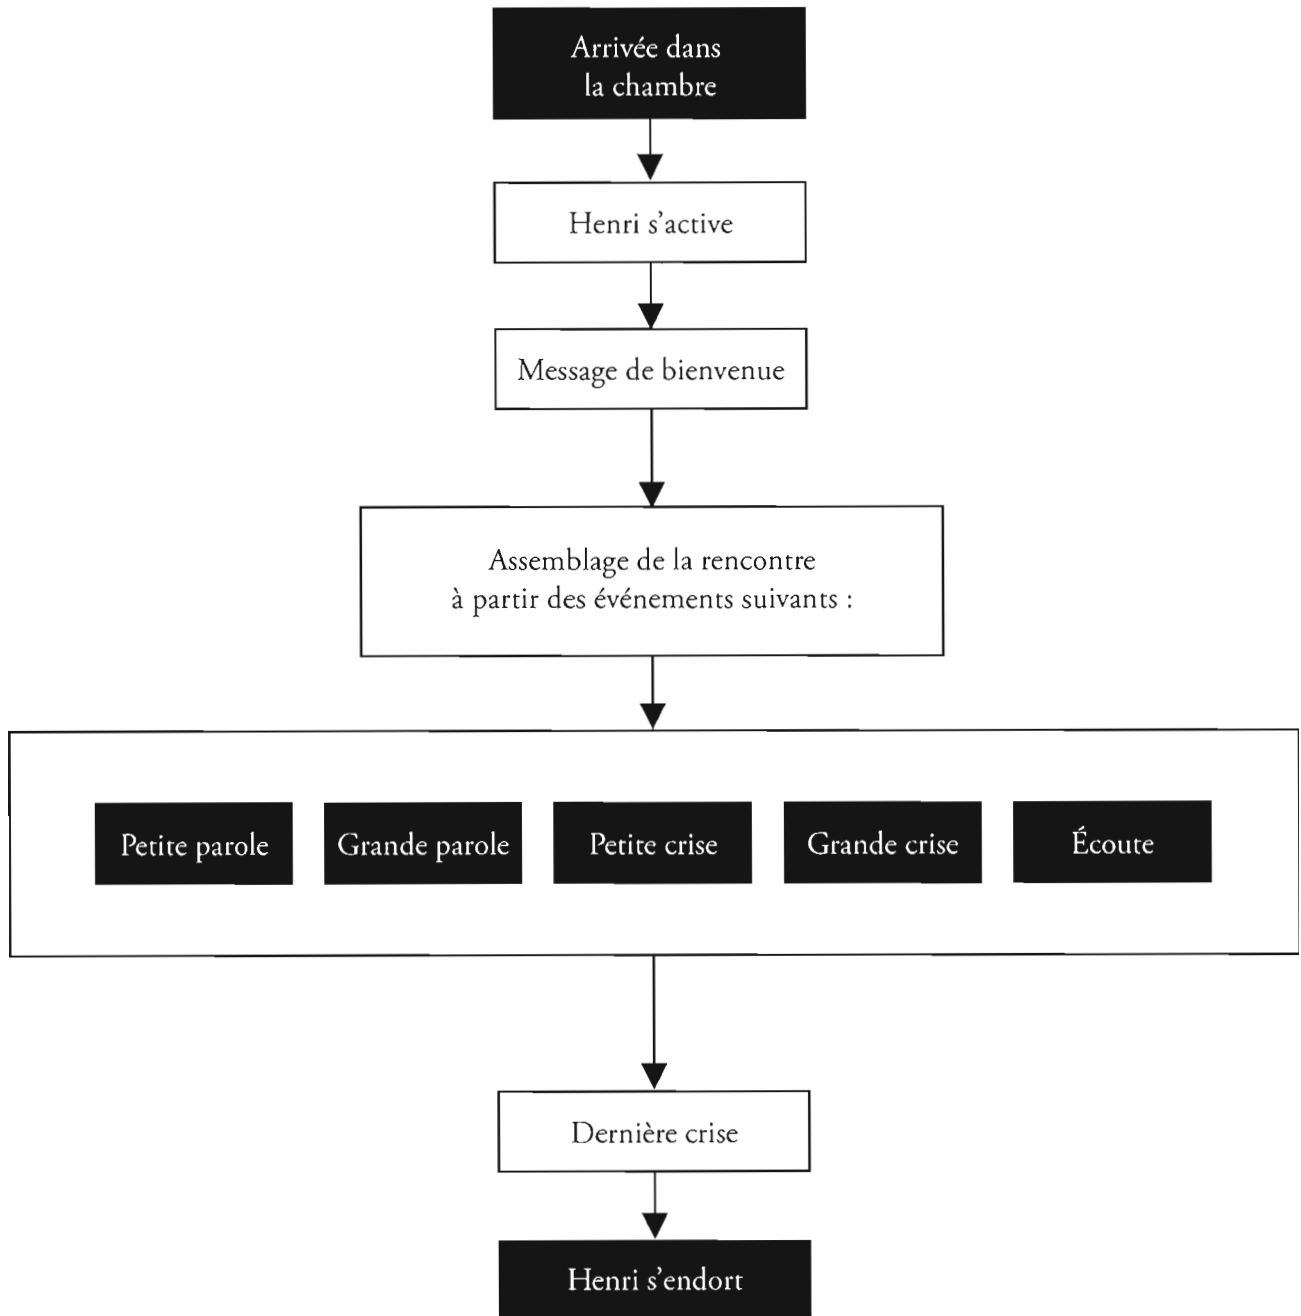 Arrivée dans
la chambre
Henri s’active
Message de bienvenue
Assemblage de la rencontre
à partir des événements suivants :
Petite parole
Grande parole
Petite crise
Grande crise
Écoute
Dernière crise
Henri s’endort